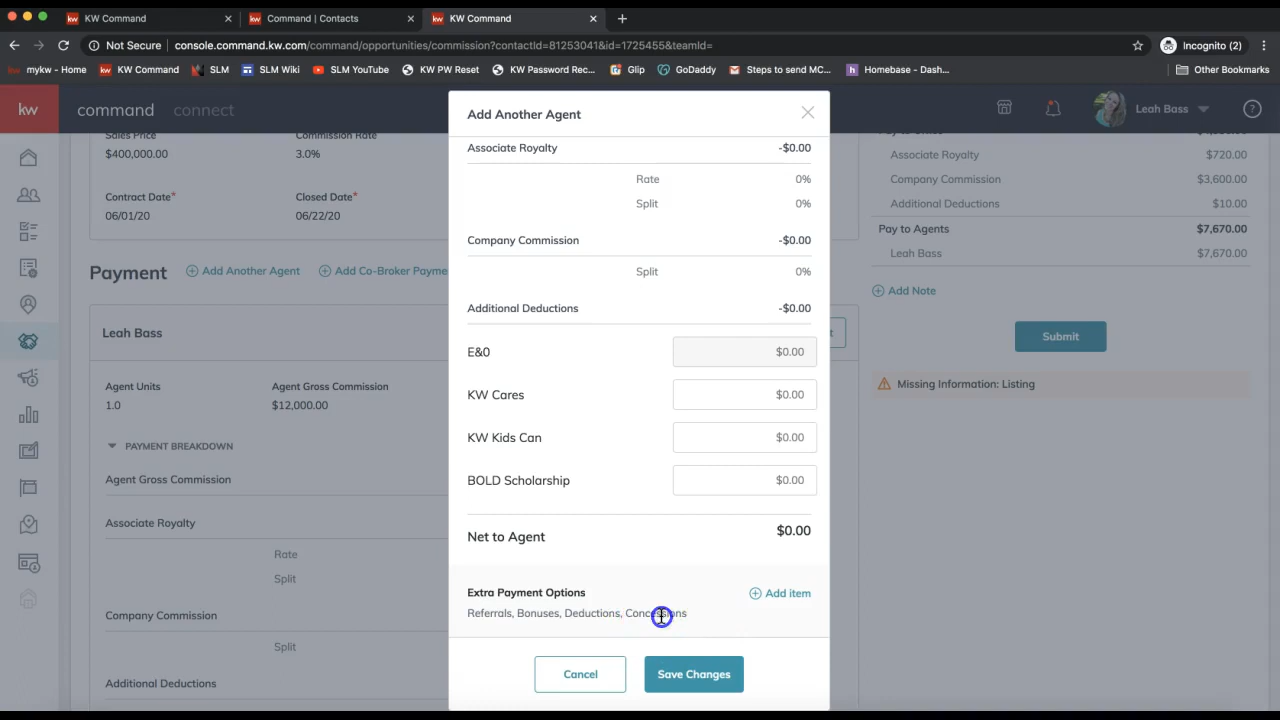 KW Command
Command | Contacts
KW Command
Not Secure
console.command.kw.com/command/opportunities/commission?contactId=81253041&id=1725455&teamId=
Incognito (2)
mykw - Home
KW Command
SLM
SLM Wiki
SLM YouTube
KW PW Reset
KW Password Rec...
Glip
GoDaddy
Steps to send MC...
Homebase - Dash...
Other Bookmarks
kw
command
connect
Leah Bass
Sales Price
Commission Rate
$400,000.00
3.0%
Contract Date*
Closed Date*
06/01/20
06/22/20
Payment
Add Another Agent
Add Co-Broker Payme
Leah Bass
Agent Units
Agent Gross Commission
1.0
$12,000.00
PAYMENT BREAKDOWN
Agent Gross Commission
Associate Royalty
Rate
Split
Company Commission
Split
Additional Deductions
Add Another Agent
Associate Royalty
-$0.00
Rate
0%
Split
0%
Company Commission
-$0.00
Split
0%
Additional Deductions
-$0.00
E&0
$0.00
KW Cares
$0.00
KW Kids Can
$0.00
BOLD Scholarship
$0.00
Net to Agent
$0.00
Extra Payment Options
Add item
Referrals, Bonuses, Deductions, Concessions
Cancel
Save Changes
Associate Royalty
$720.00
Company Commission
$3,600.00
Additional Deductions
$10.00
Pay to Agents
$7,670.00
Leah Bass
$7,670.00
Add Note
Submit
Missing Information: Listing